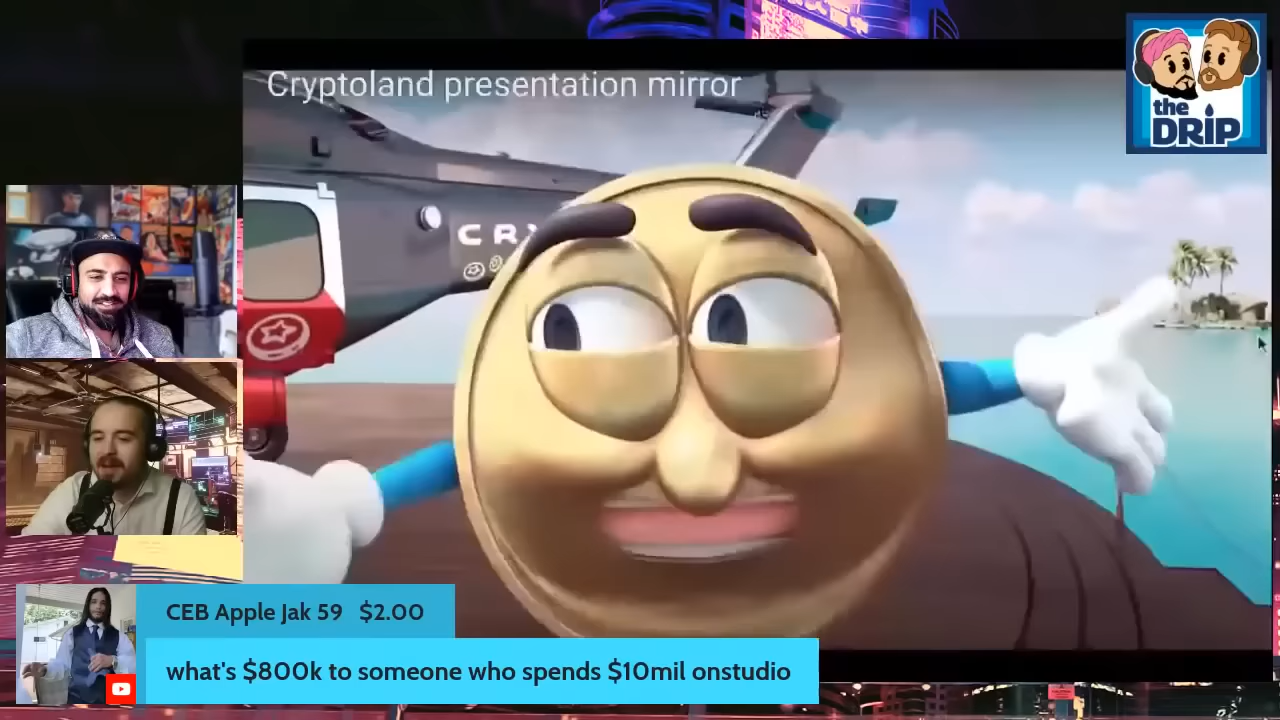 Cryptoland presentation mirror
the
DRIP
CR
CEB Apple Jak 59 $2.00
what's $800k to someone who spends $10mil onstudio